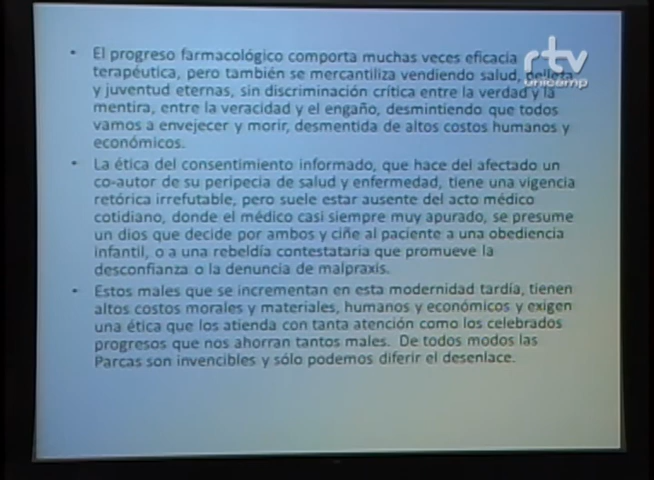 • El progreso farmacológico comporta muchas veces eficacia
terapéutica, pero también se mercantiliza vendiendo salud, belleza
y juventud eternas, sin discriminación crítica entre la verdad y la
mentira, entre la veracidad y el engaño, desmintiendo que todos
vamos a envejecer y morir, desmentida de altos costos humanos y
económicos.
• La ética del consentimiento informado, que hace del afectado un
co-autor de su peripecia de salud y enfermedad, tiene una vigencia
retórica irrefutable, pero suele estar ausente del acto médico
cotidiano, donde el médico casi siempre muy apurado, se presume
un dios que decide por ambos y ciñe al paciente a una obediencia
infantil, o a una rebeldía contestataria que promueve la
desconfianza o la denuncia de malpraxis.
• Estos males que se incrementan en esta modernidad tardía, tienen
altos costos morales y materiales, humanos y económicos y exigen
una ética que los atienda con tanta atención como los celebrados
progresos que nos ahorran tantos males. De todos modos las
Parcas son invencibles y sólo podemos diferir el desenlace.
rtv
unicamp